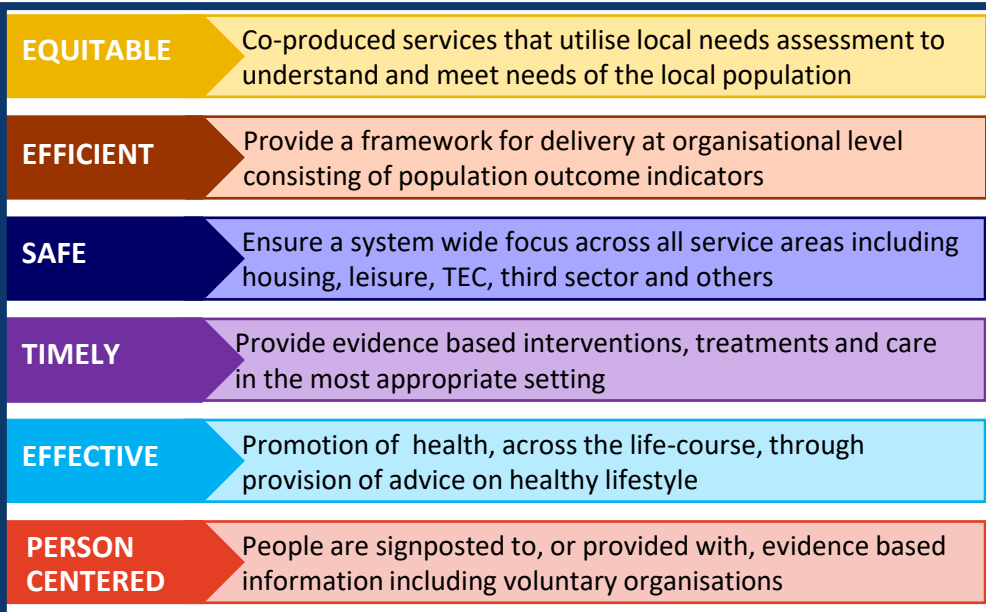 EQUITABLE
Co-produced services that utilise local needs assessment to
understand and meet needs of the local population
EFFICIENT
Provide a framework for delivery at organisational level
consisting of population outcome indicators
SAFE
Ensure a system wide focus across all service areas including
housing, leisure, TEC, third sector and others
TIMELY
Provide evidence based interventions, treatments and care
in the most appropriate setting
EFFECTIVE
Promotion of health, across the life-course, through
provision of advice on healthy lifestyle
PERSON
CENTERED
People are signposted to, or provided with, evidence based
information including voluntary organisations